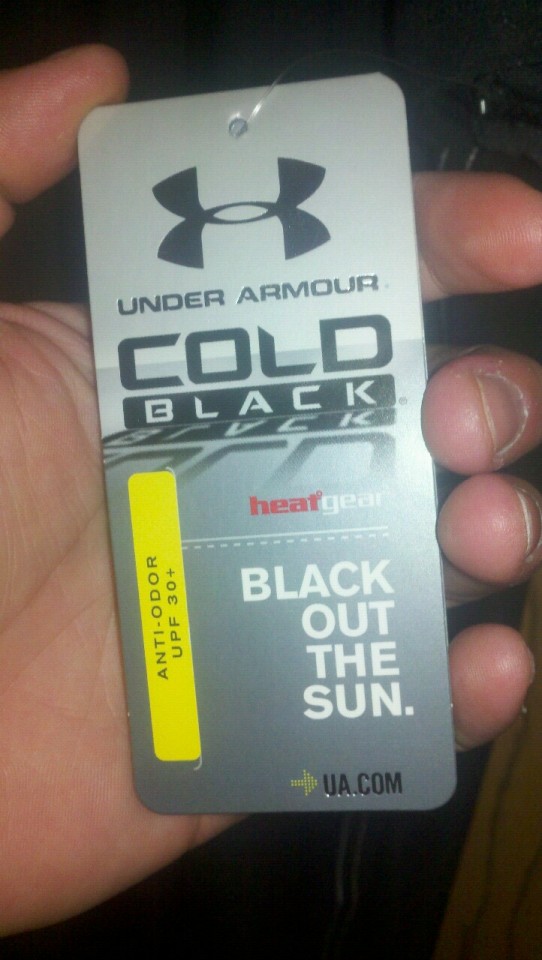 UNDER ARMOUR
COLD
BLACK®
heatgear
ANTI-ODOR
UPF 30+
BLACK
OUT
THE
SUN.
UA.COM